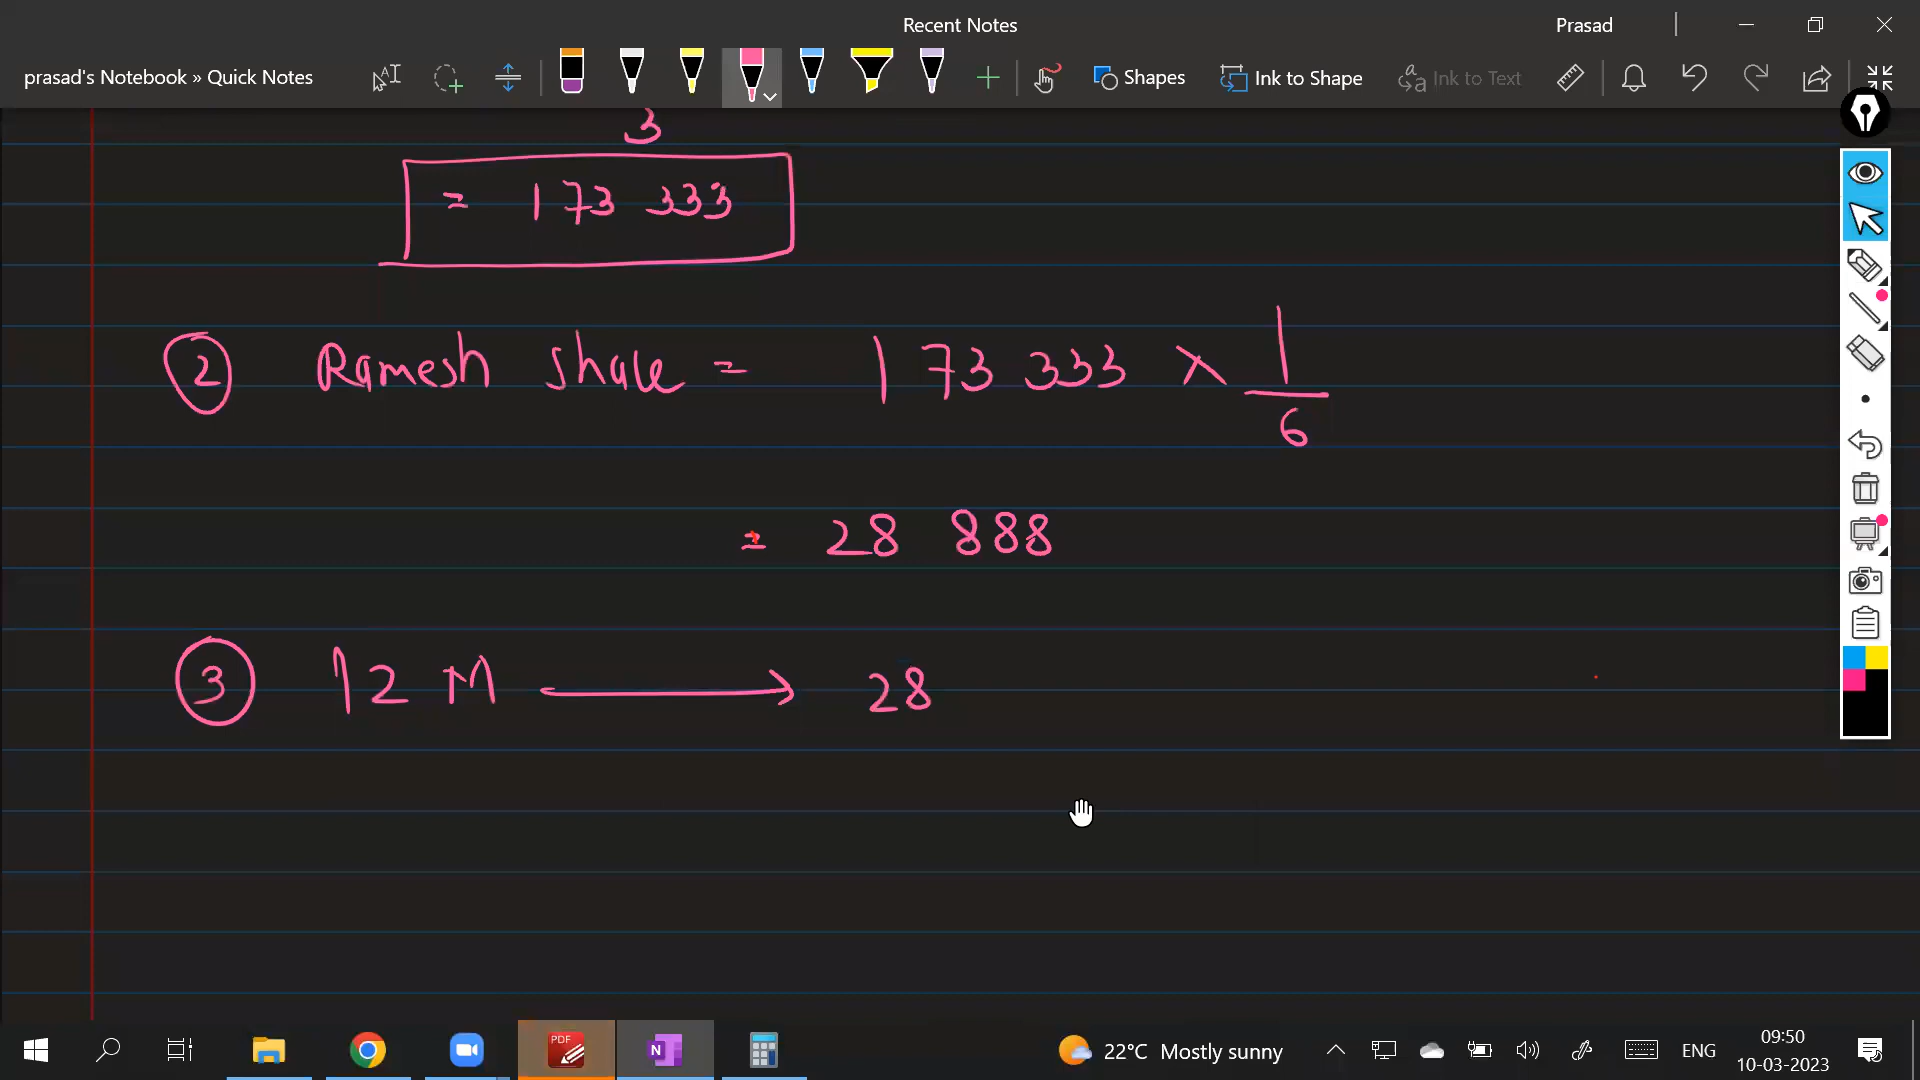 Recent Notes Prasad
prasad's Notebook » Quick Notes Shapes Ink to Shape Ink to Text
3
= 173 333
② Ramesh share = 173 333 × 1
6
= 28 888
③ 12 M ⟶ 28
PDF
N
22°C Mostly sunny ENG 09:50
10-03-2023